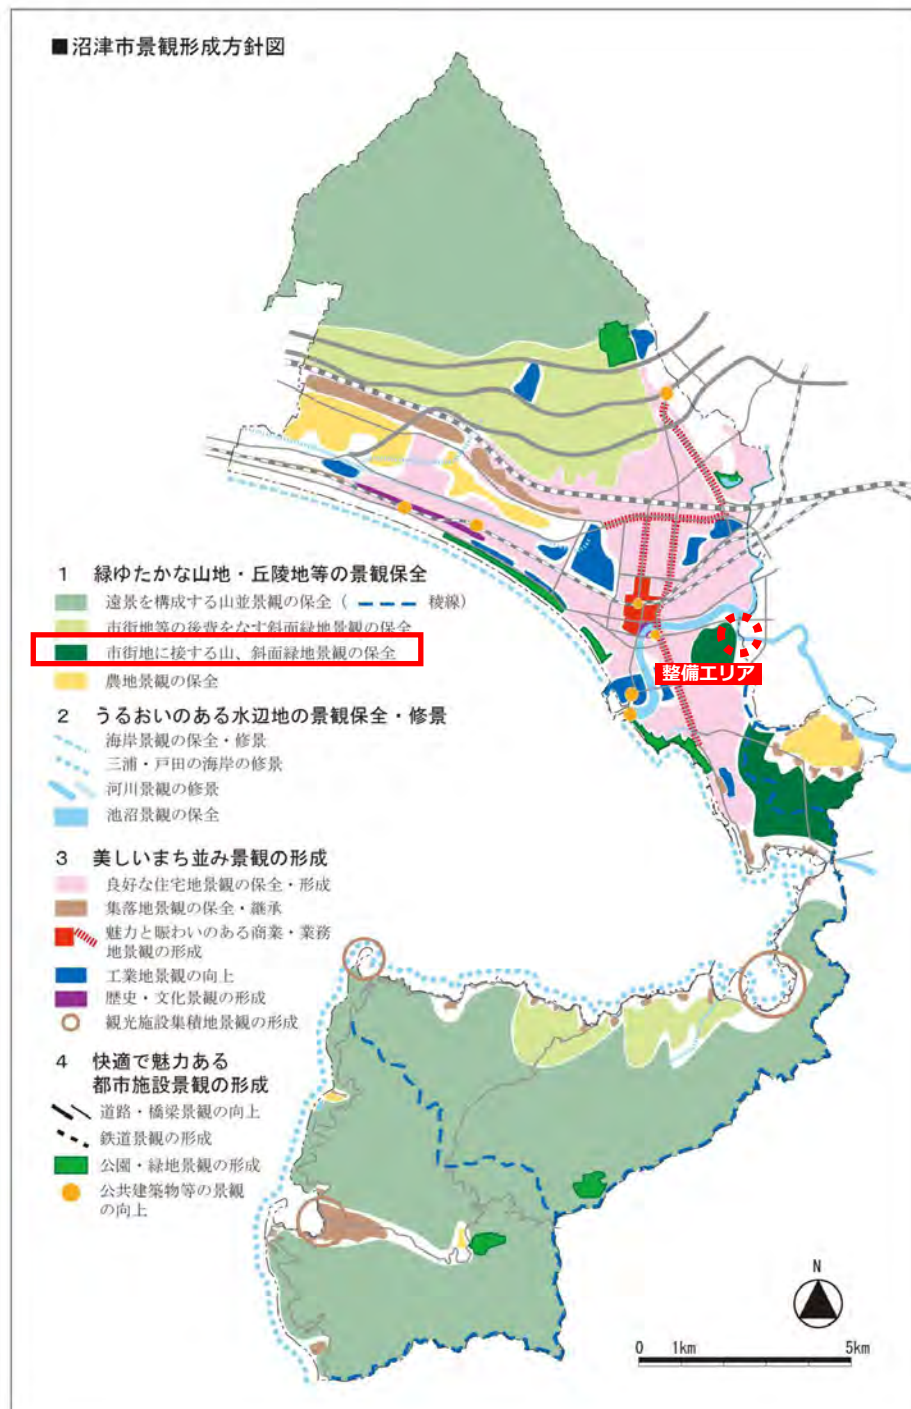 ■沼津市景観形成方針図
1 緑ゆたかな山地・丘陵地等の景観保全
遠景を構成する山並景観の保全( 稜線)
市街地等の後背をなす斜面緑地景観の保全
市街地に接する山、斜面緑地景観の保全
農地景観の保全
2 うるおいのある水辺地の景観保全・修景
海岸景観の保全・修景
三浦・戸田の海岸の修景
河川景観の修景
池沼景観の保全
3 美しいまち並み景観の形成
良好な住宅地景観の保全・形成
集落地景観の保全・継承
魅力と賑わいのある商業・業務
地景観の形成
工業地景観の向上
歴史・文化景観の形成
観光施設集積地景観の形成
4 快適で魅力ある
都市施設景観の形成
道路・橋梁景観の向上
鉄道景観の形成
公園・緑地景観の形成
公共建築物等の景観
の向上
整備エリア
N
0 1km 5km